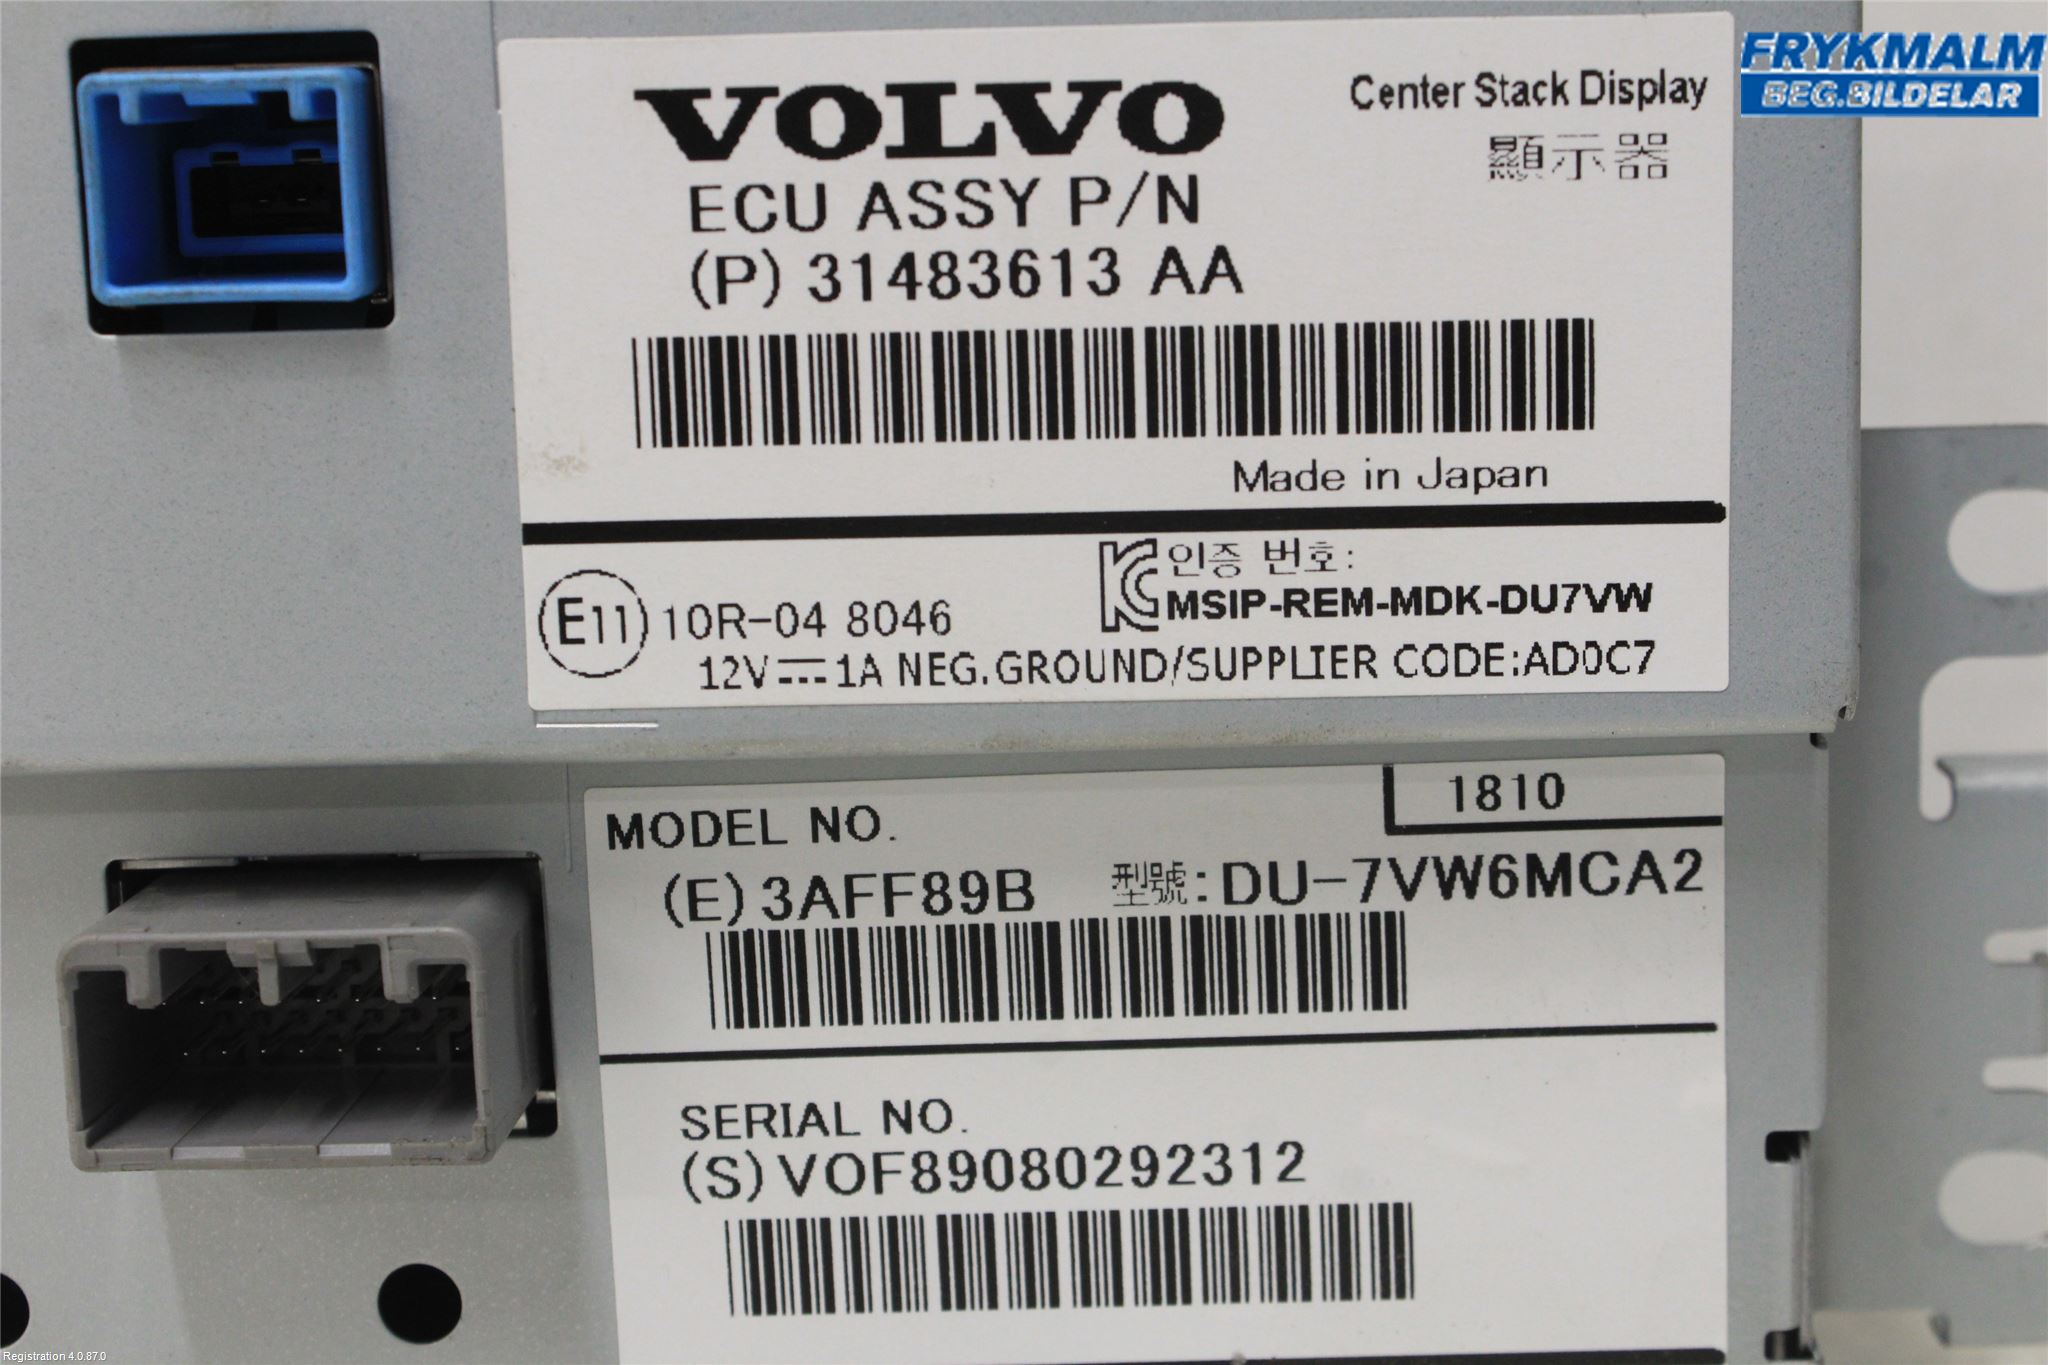 FRYKMALM
BEG.BILDELAR
VOLVO
Center Stack Display
顯示器
ECU ASSY P/N
(P) 31483613 AA
Made in Japan
E11 10R-04 8046
KC 인증 번호:
MSIP-REM-MDK-DU7VW
12V⎓1A NEG.GROUND/SUPPLIER CODE:AD0C7
1810
MODEL NO.
(E) 3AFF89B 型號: DU-7VW6MCA2
SERIAL NO.
(S) VOF89080292312
Registration 4.0.87.0